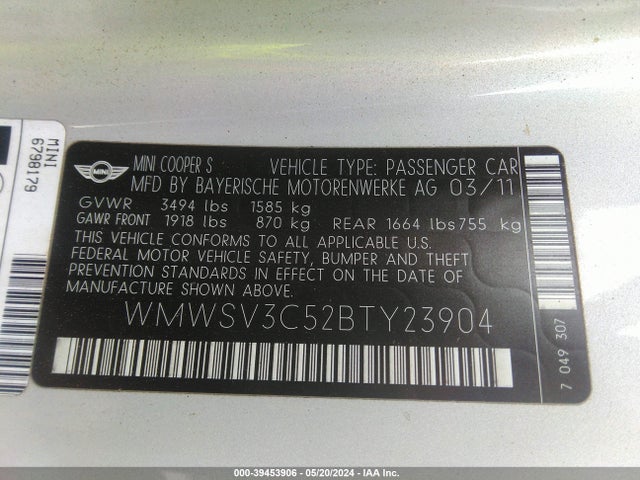 MINI
6798179
MINI COOPER S VEHICLE TYPE: PASSENGER CAR
MFD BY BAYERISCHE MOTORENWERKE AG 03/11
GVWR 3494 lbs 1585 kg
GAWR FRONT 1918 lbs 870 kg REAR 1664 lbs 755 kg
THIS VEHICLE CONFORMS TO ALL APPLICABLE U.S.
FEDERAL MOTOR VEHICLE SAFETY, BUMPER AND THEFT
PREVENTION STANDARDS IN EFFECT ON THE DATE OF
MANUFACTURE SHOWN ABOVE.
WMWSV3C52BTY23904
7 049 307
000-39453906 - 05/20/2024 - IAA Inc.